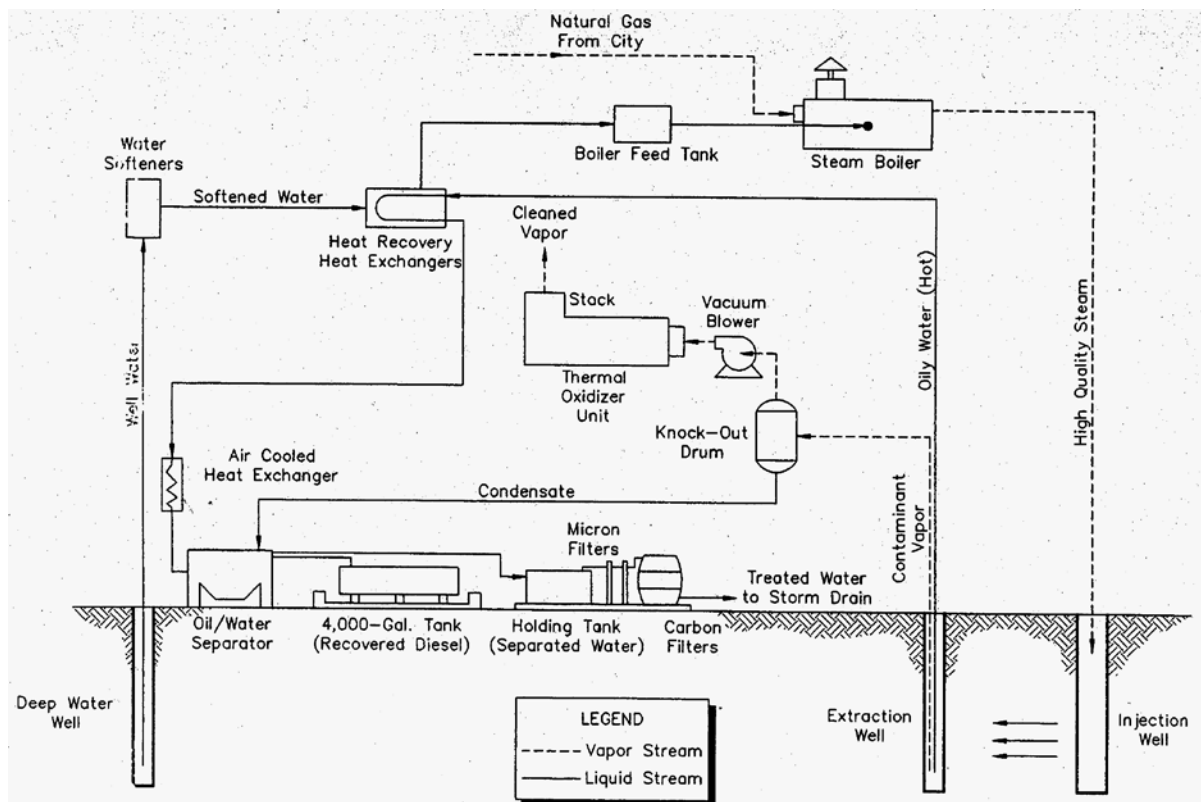 Natural Gas
From City
Boiler Feed Tank
Steam Boiler
Water
Softeners
Softened Water
Heat Recovery
Heat Exchangers
Cleaned
Vapor
Stack
Vacuum
Blower
Thermal
Oxidizer
Unit
Knock-Out
Drum
Oily Water (Hot)
High Quality Steam
Well Water
Air Cooled
Heat Exchanger
Condensate
Contaminant
Vapor
Micron
Filters
Treated Water
to Storm Drain
Oil/Water
Separator
4,000-Gal. Tank
(Recovered Diesel)
Holding Tank
(Separated Water)
Carbon
Filters
Deep Water
Well
Extraction
Well
Injection
Well
LEGEND
Vapor Stream
Liquid Stream